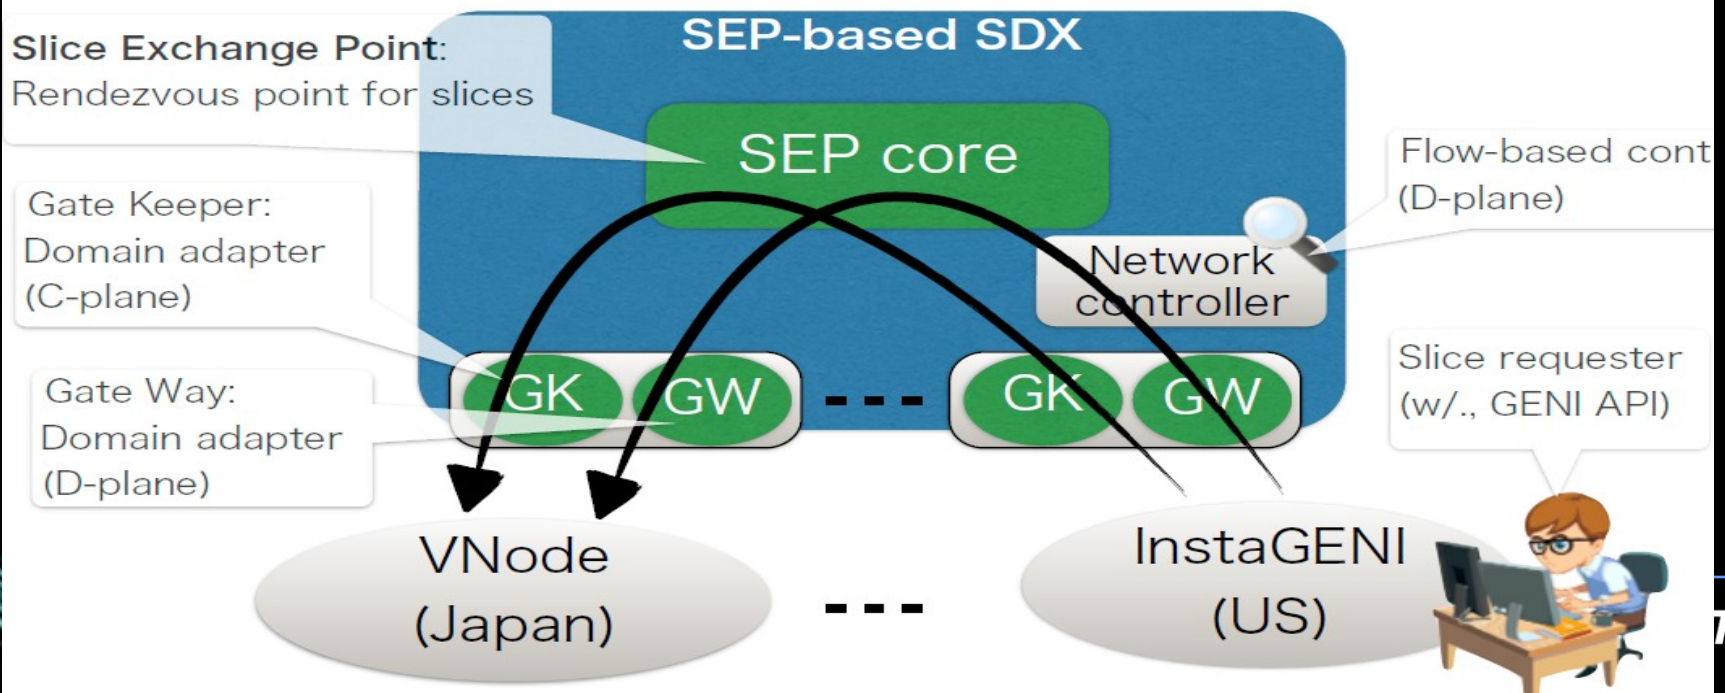 SEP-based SDX
Slice Exchange Point:
Rendezvous point for slices
SEP core
Flow-based cont
(D-plane)
Gate Keeper:
Domain adapter
(C-plane)
Network
controller
Slice requester
(w/., GENI API)
Gate Way:
Domain adapter
(D-plane)
GK
GW
GK
GW
VNode
(Japan)
InstaGENI
(US)